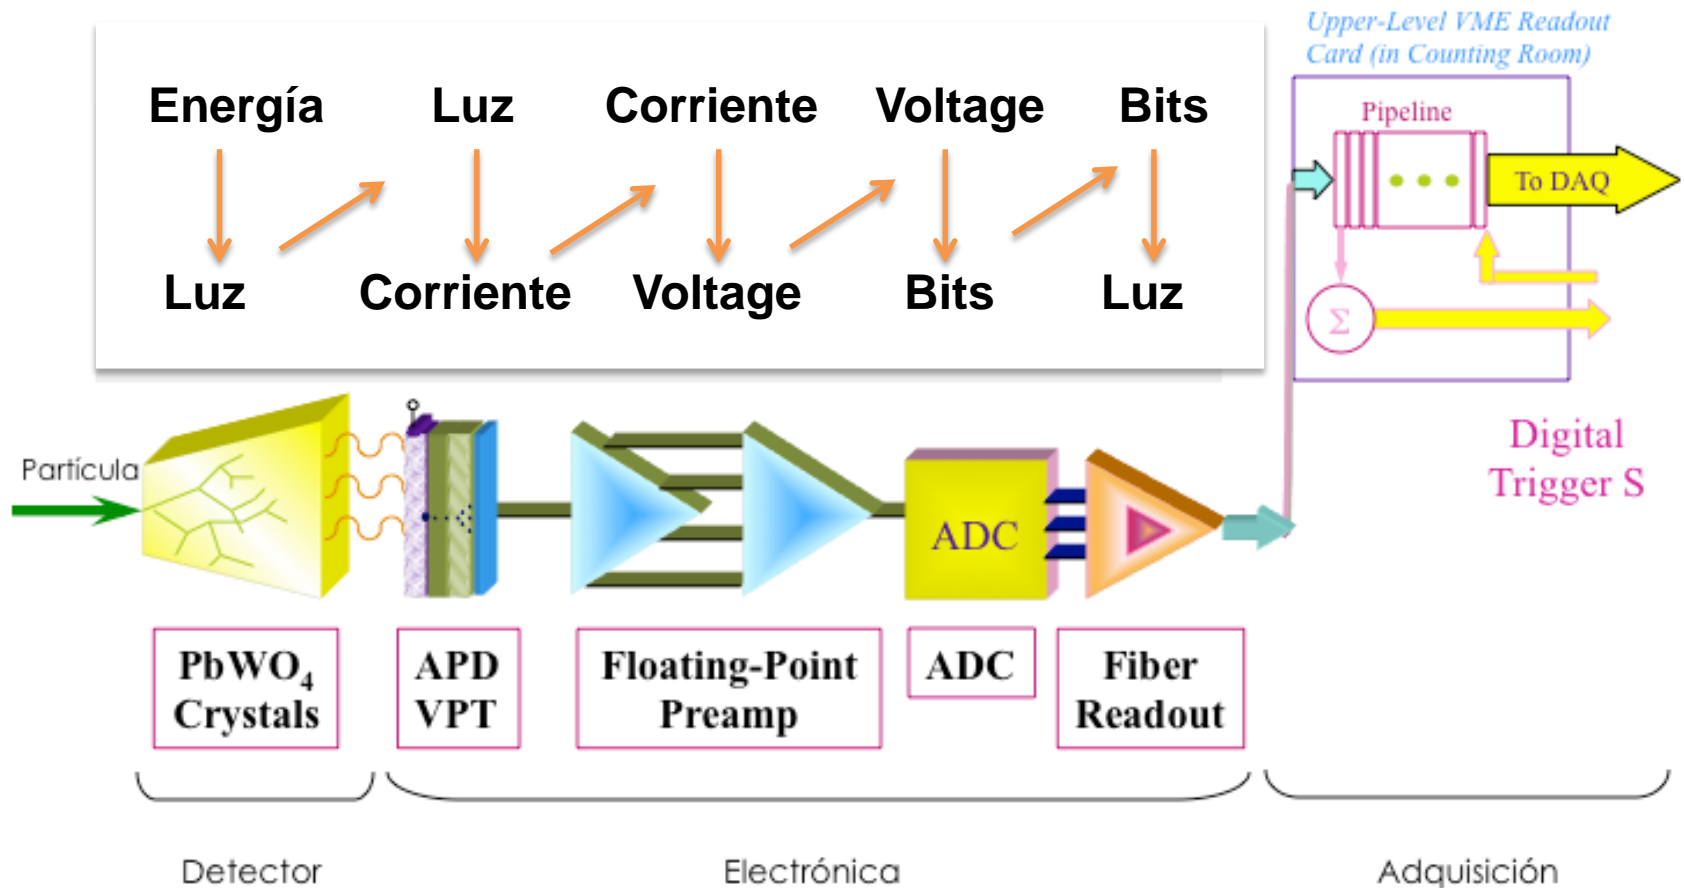 Upper-Level VME Readout
Card (in Counting Room)
Energía Luz Corriente Voltage Bits
Luz Corriente Voltage Bits Luz
Pipeline
To DAQ
Σ
Digital
Trigger S
Partícula
ADC
PbWO4
Crystals
APD
VPT
Floating-Point
Preamp
ADC
Fiber
Readout
Detector
Electrónica
Adquisición